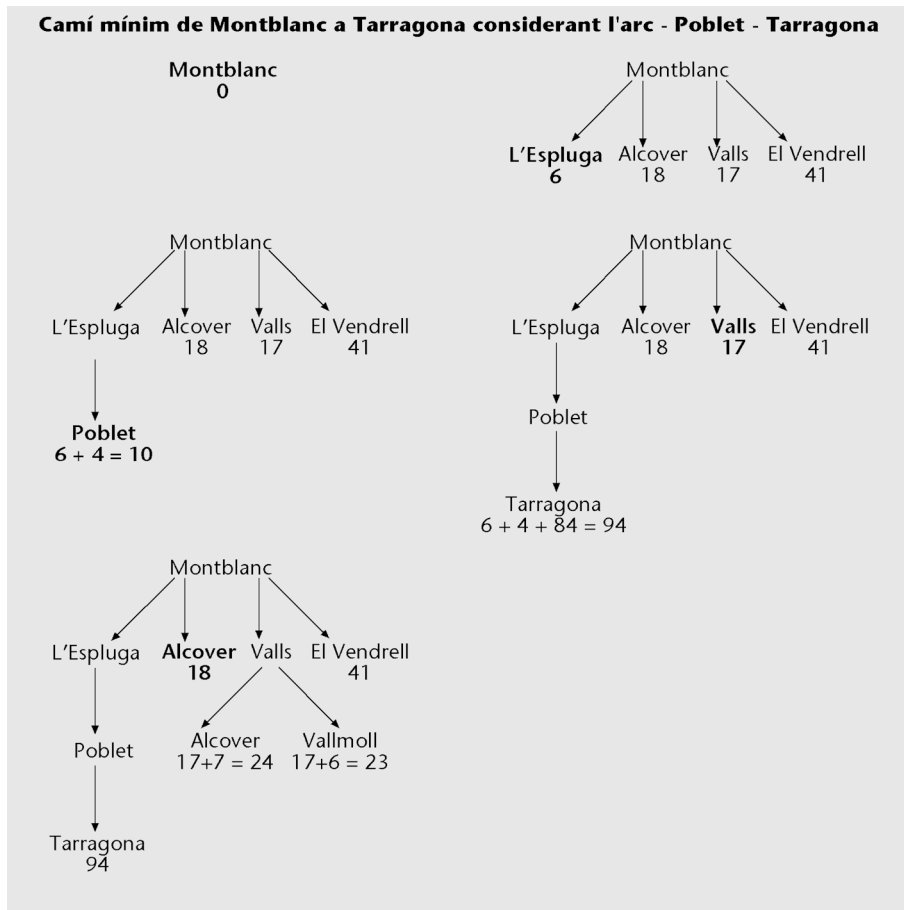 Camí mínim de Montblanc a Tarragona considerant l'arc - Poblet - Tarragona
Montblanc
0
Montblanc
L'Espluga Alcover Valls El Vendrell
6 18 17 41
Montblanc
L'Espluga Alcover Valls El Vendrell
18 17 41
Poblet
6 + 4 = 10
Montblanc
L'Espluga Alcover Valls El Vendrell
18 17 41
Poblet
Tarragona
6 + 4 + 84 = 94
Montblanc
L'Espluga Alcover Valls El Vendrell
18 41
Alcover Vallmoll
17+7 = 24 17+6 = 23
Poblet
Tarragona
94